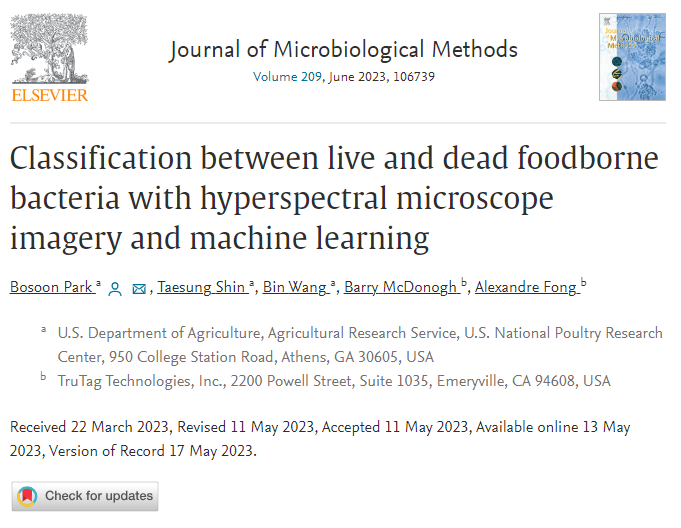 Journal of Microbiological Methods
Volume 209, June 2023, 106739
ELSEVIER
Classification between live and dead foodborne
bacteria with hyperspectral microscope
imagery and machine learning
Bosoon Park a, Taesung Shin a, Bin Wang a, Barry McDonogh b, Alexandre Fong b
a U.S. Department of Agriculture, Agricultural Research Service, U.S. National Poultry Research
Center, 950 College Station Road, Athens, GA 30605, USA
b TruTag Technologies, Inc., 2200 Powell Street, Suite 1035, Emeryville, CA 94608, USA
Received 22 March 2023, Revised 11 May 2023, Accepted 11 May 2023, Available online 13 May
2023, Version of Record 17 May 2023.
Check for updates